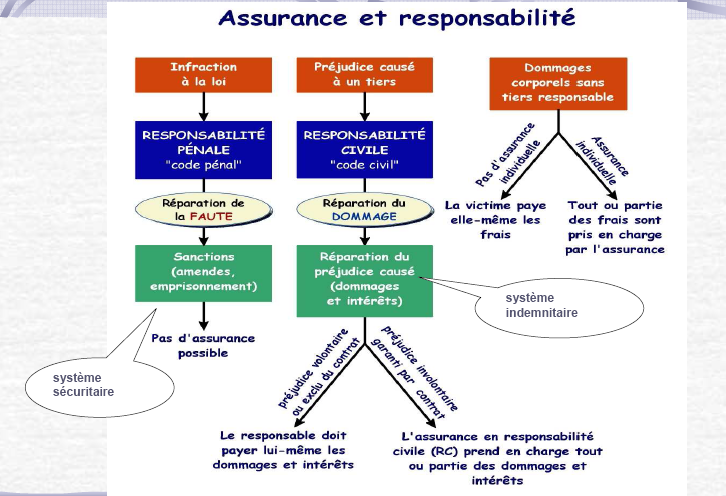 Assurance et responsabilité
Infraction
à la loi
RESPONSABILITÉ
PÉNALE
"code pénal"
Réparation de
la FAUTE
Sanctions
(amendes,
emprisonnement)
Pas d'assurance
possible
système
sécuritaire
Préjudice causé
à un tiers
RESPONSABILITÉ
CIVILE
"code civil"
Réparation du
DOMMAGE
Réparation du
préjudice causé
(dommages
et intérêts)
système
indemnitaire
préjudice volontaire
ou exclu du contrat
Le responsable doit
payer lui-même les
dommages et intérêts
préjudice involontaire
garanti par contrat
L'assurance en responsabilité
civile (RC) prend en charge tout
ou partie des dommages et
intérêts
Dommages
corporels sans
tiers responsable
Pas d'assurance
individuelle
La victime paye
elle-même les
frais
Assurance
individuelle
Tout ou partie
des frais sont
pris en charge
par l'assurance